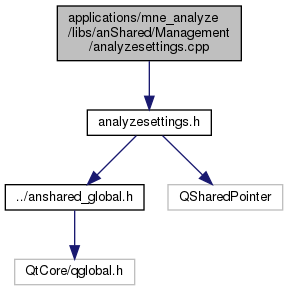 applications/mne_analyze
/libs/anShared/Management
/analyzesettings.cpp
analyzesettings.h
../anshared_global.h
QSharedPointer
QtCore/qglobal.h